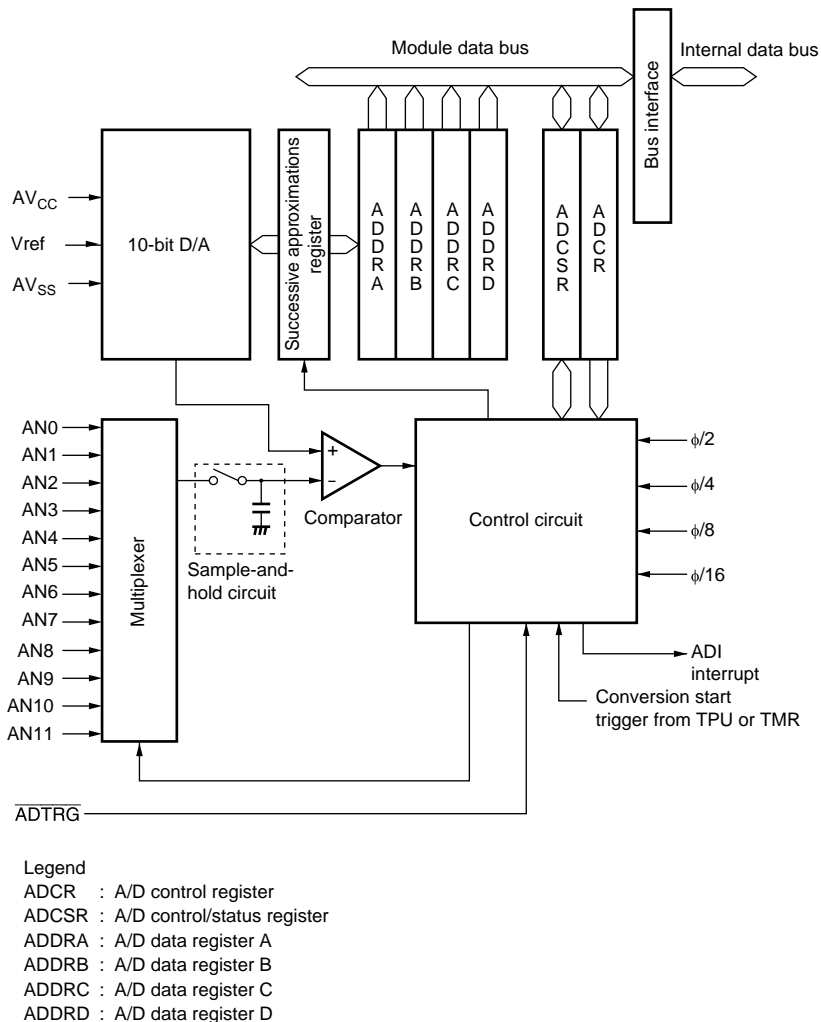 Module data bus
Internal data bus
Bus interface
AVCC
Vref
AVSS
10-bit D/A
Successive approximations
register
ADDRA
ADDRB
ADDRC
ADDRD
ADCSR
ADCR
AN0
AN1
AN2
AN3
AN4
AN5
AN6
AN7
AN8
AN9
AN10
AN11
Multiplexer
+
−
Comparator
Sample-and-
hold circuit
Control circuit
ϕ/2
ϕ/4
ϕ/8
ϕ/16
ADI
interrupt
Conversion start
trigger from TPU or TMR
ADTRG
Legend
ADCR : A/D control register
ADCSR : A/D control/status register
ADDRA : A/D data register A
ADDRB : A/D data register B
ADDRC : A/D data register C
ADDRD : A/D data register D